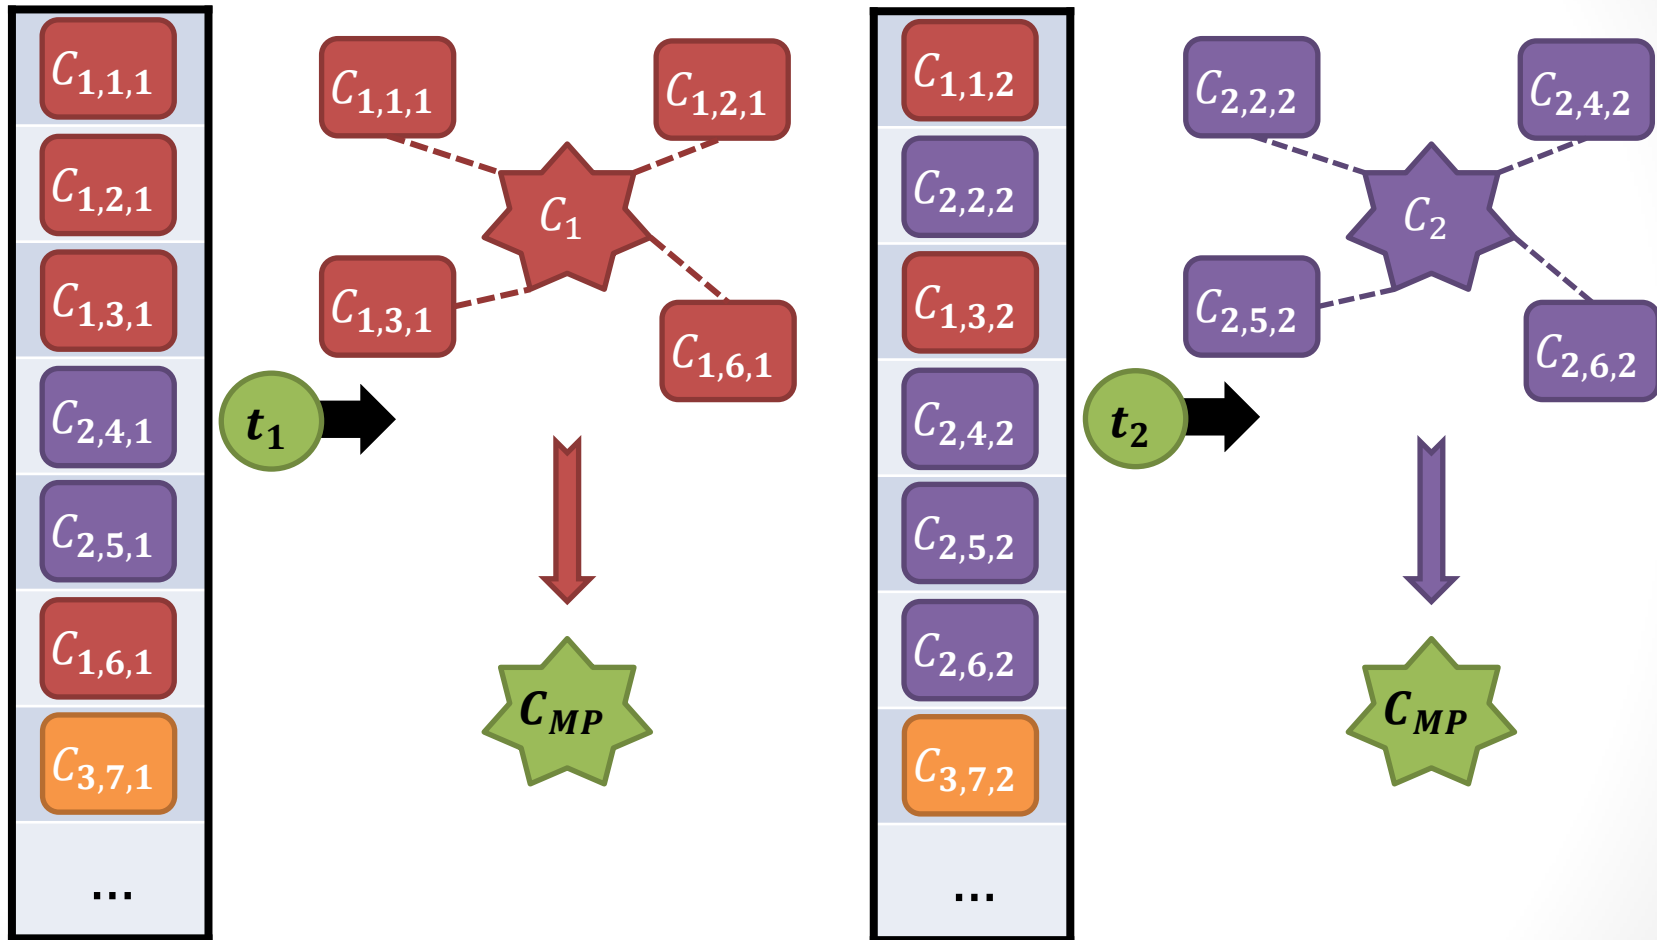 C1,1,1
C1,2,1
C1,3,1
C2,4,1
C2,5,1
C1,6,1
C3,7,1
...
t1
C1,1,1
C1,2,1
C1
C1,3,1
C1,6,1
CMP
C1,1,2
C2,2,2
C1,3,2
C2,4,2
C2,5,2
C2,6,2
C3,7,2
...
t2
C2,2,2
C2,4,2
C2
C2,5,2
C2,6,2
CMP